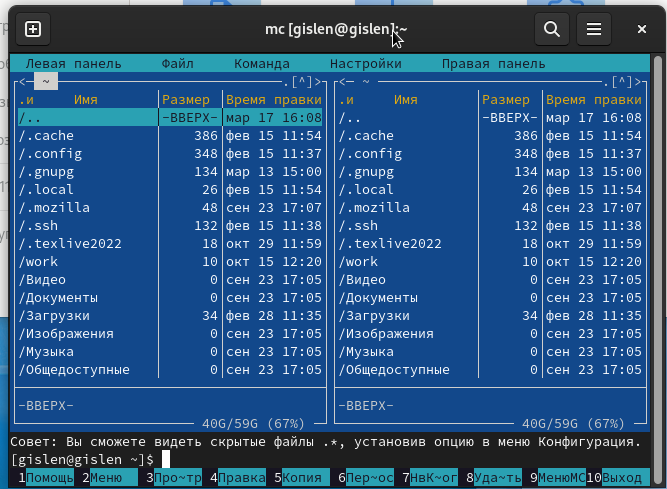 mc [gislen@gislen]:~
Левая панель Файл Команда Настройки Правая панель
<— ~ .[^]> <— ~ .[^]>
.и Имя Размер Время правки .и Имя Размер Время правки
/.. -ВВЕРХ- мар 17 16:08 /.. -ВВЕРХ- мар 17 16:08
/.cache 386 фев 15 11:54 /.cache 386 фев 15 11:54
/.config 348 фев 15 11:37 /.config 348 фев 15 11:37
/.gnupg 134 мар 13 15:00 /.gnupg 134 мар 13 15:00
/.local 26 фев 15 11:54 /.local 26 фев 15 11:54
/.mozilla 48 сен 23 17:07 /.mozilla 48 сен 23 17:07
/.ssh 132 фев 15 11:38 /.ssh 132 фев 15 11:38
/.texlive2022 18 окт 29 11:59 /.texlive2022 18 окт 29 11:59
/work 10 окт 15 12:20 /work 10 окт 15 12:20
/Видео 0 сен 23 17:05 /Видео 0 сен 23 17:05
/Документы 0 сен 23 17:05 /Документы 0 сен 23 17:05
/Загрузки 34 фев 28 11:35 /Загрузки 34 фев 28 11:35
/Изображения 0 сен 23 17:05 /Изображения 0 сен 23 17:05
/Музыка 0 сен 23 17:05 /Музыка 0 сен 23 17:05
/Общедоступные 0 сен 23 17:05 /Общедоступные 0 сен 23 17:05
-ВВЕРХ- -ВВЕРХ-
40G/59G (67%) 40G/59G (67%)
Совет: Вы сможете видеть скрытые файлы .*, установив опцию в меню Конфигурация.
[gislen@gislen ~]$
1Помощь 2Меню 3Про~тр 4Правка 5Копия 6Пер~ос 7НвК~ог 8Уда~ть 9МенюМС 10Выход